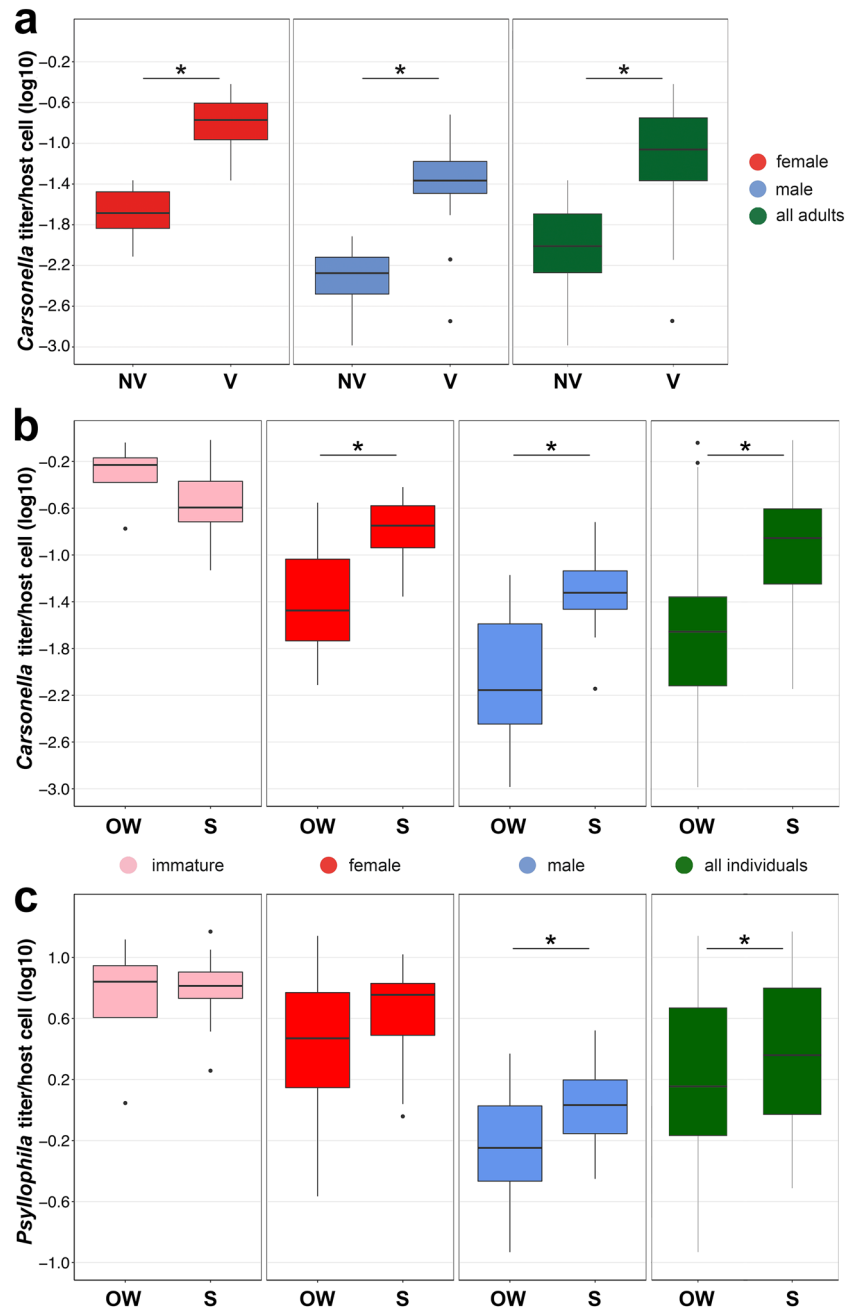 a
Carsonella titer/host cell (log10)
−0.2
−0.6
−1.0
−1.4
−1.8
−2.2
−2.6
−3.0
* * *
NV V NV V NV V
female
male
all adults
b
Carsonella titer/host cell (log10)
−0.2
−0.6
−1.0
−1.4
−1.8
−2.2
−2.6
−3.0
* * *
OW S OW S OW S OW S
immature female male all individuals
c
Psyllophila titer/host cell (log10)
1.0
0.6
0.2
−0.2
−0.6
−1.0
* *
OW S OW S OW S OW S